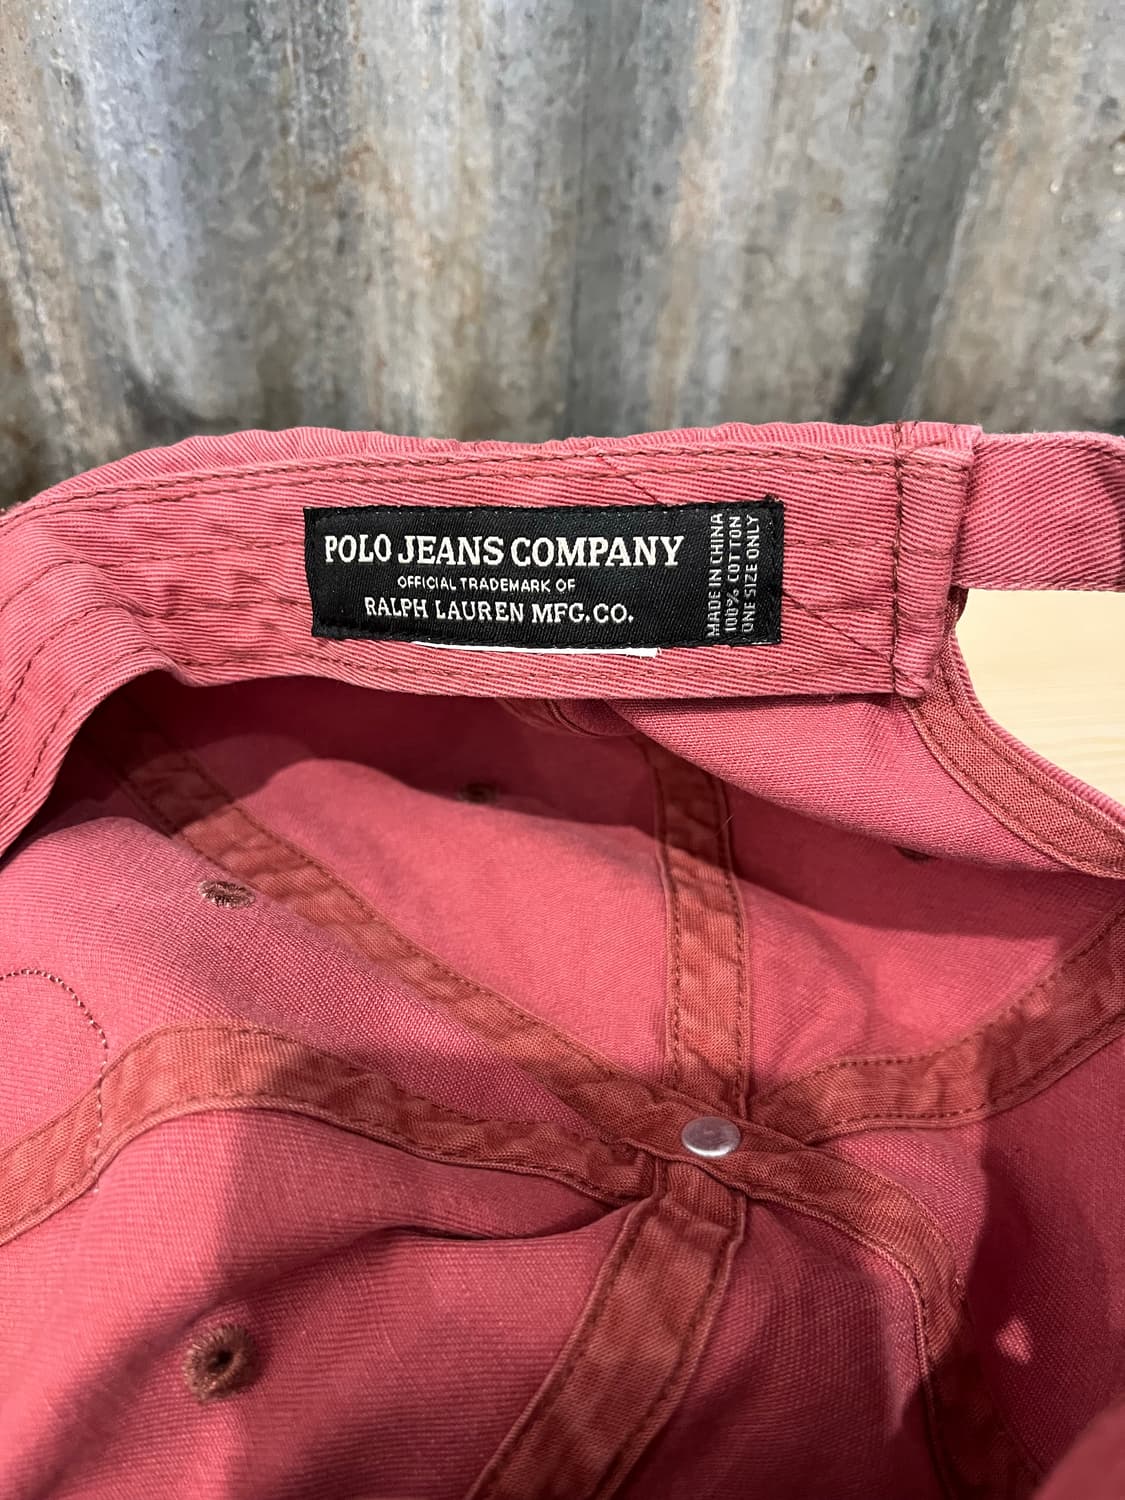 POLO JEANS COMPANY
OFFICIAL TRADEMARK OF
RALPH LAUREN MFG.CO.
MADE IN CHINA
100% COTTON
ONE SIZE ONLY